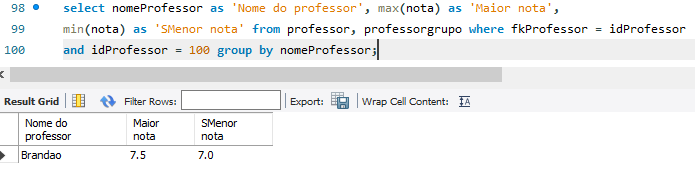 98 select nomeProfessor as 'Nome do professor', max(nota) as 'Maior nota',
99 min(nota) as 'SMenor nota' from professor, professorgrupo where fkProfessor = idProfessor
100 and idProfessor = 100 group by nomeProfessor;
Result Grid Filter Rows: Export: Wrap Cell Content:
Nome do professor Maior nota SMenor nota
Brandao 7.5 7.0